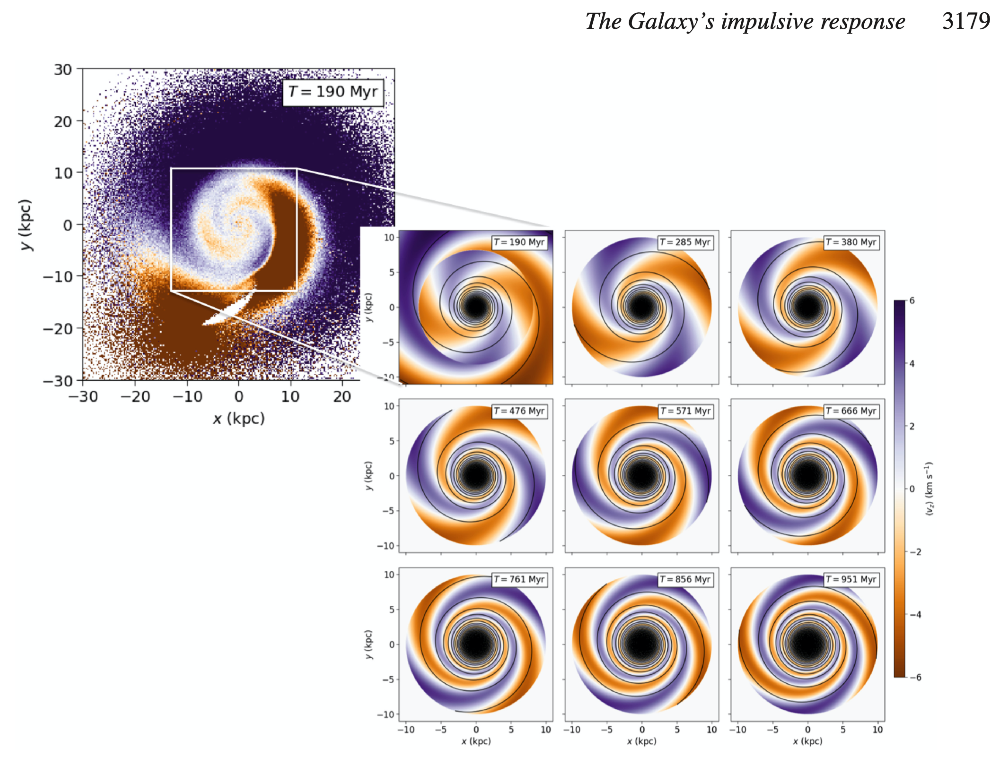 The Galaxy's impulsive response 3179
30
20
10
0
−10
−20
−30
y (kpc)
T = 190 Myr
−30 −20 −10 0 10 20
x (kpc)
T = 190 Myr
T = 285 Myr
T = 380 Myr
10
5
0
−5
−10
y (kpc)
T = 476 Myr
T = 571 Myr
T = 666 Myr
10
5
0
−5
−10
y (kpc)
T = 761 Myr
T = 856 Myr
T = 951 Myr
10
5
0
−5
−10
y (kpc)
−10 −5 0 5 10
−10 −5 0 5 10
−10 −5 0 5 10
x (kpc)
x (kpc)
x (kpc)
6
4
2
0
−2
−4
−6
⟨v_z⟩ (km s⁻¹)